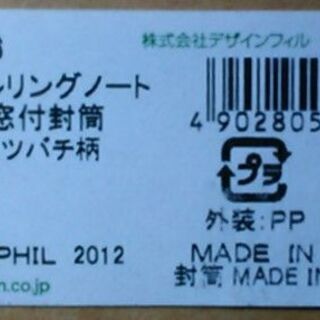 株式会社デザインフィル
リングノート
窓付封筒
ツバチ柄
4 902805
プラ
外装:PP
PHIL 2012
MADE IN
封筒 MADE IN
.co.jp